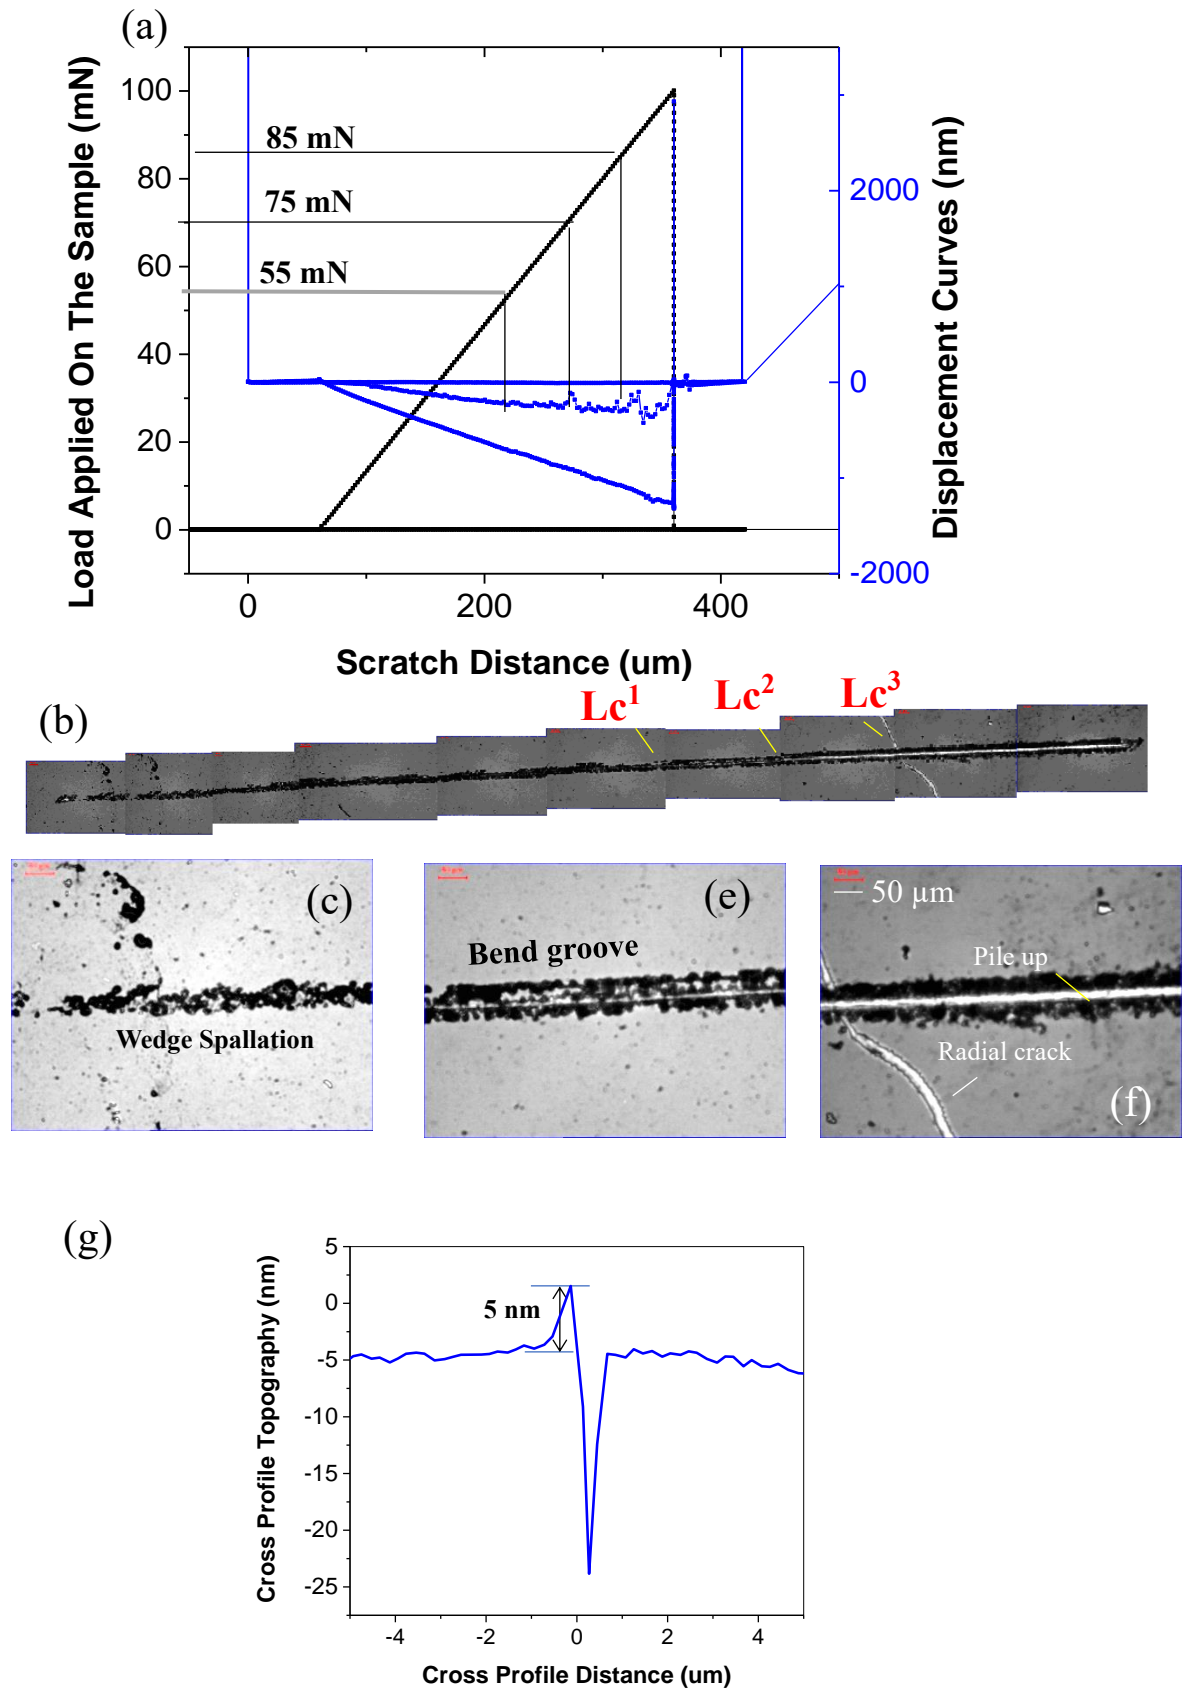 (a)
Load Applied On The Sample (mN)
100
80
60
40
20
0
85 mN
75 mN
55 mN
2000
0
-2000
Displacement Curves (nm)
0
200
400
Scratch Distance (um)
(b)
Lc1
Lc2
Lc3
(c)
Wedge Spallation
(e)
Bend groove
50 µm
Pile up
Radial crack
(f)
(g)
Cross Profile Topography (nm)
5
0
-5
-10
-15
-20
-25
5 nm
-4
-2
0
2
4
Cross Profile Distance (um)